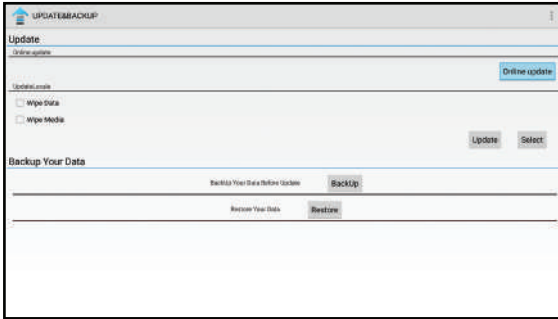 UPDATE&BACKUP
Update
Online update
Online update
UpdateLocale
Wipe Data
Wipe Media
Update Select
Backup Your Data
BackUp Your Data Before Update BackUp
Restore Your Data Restore